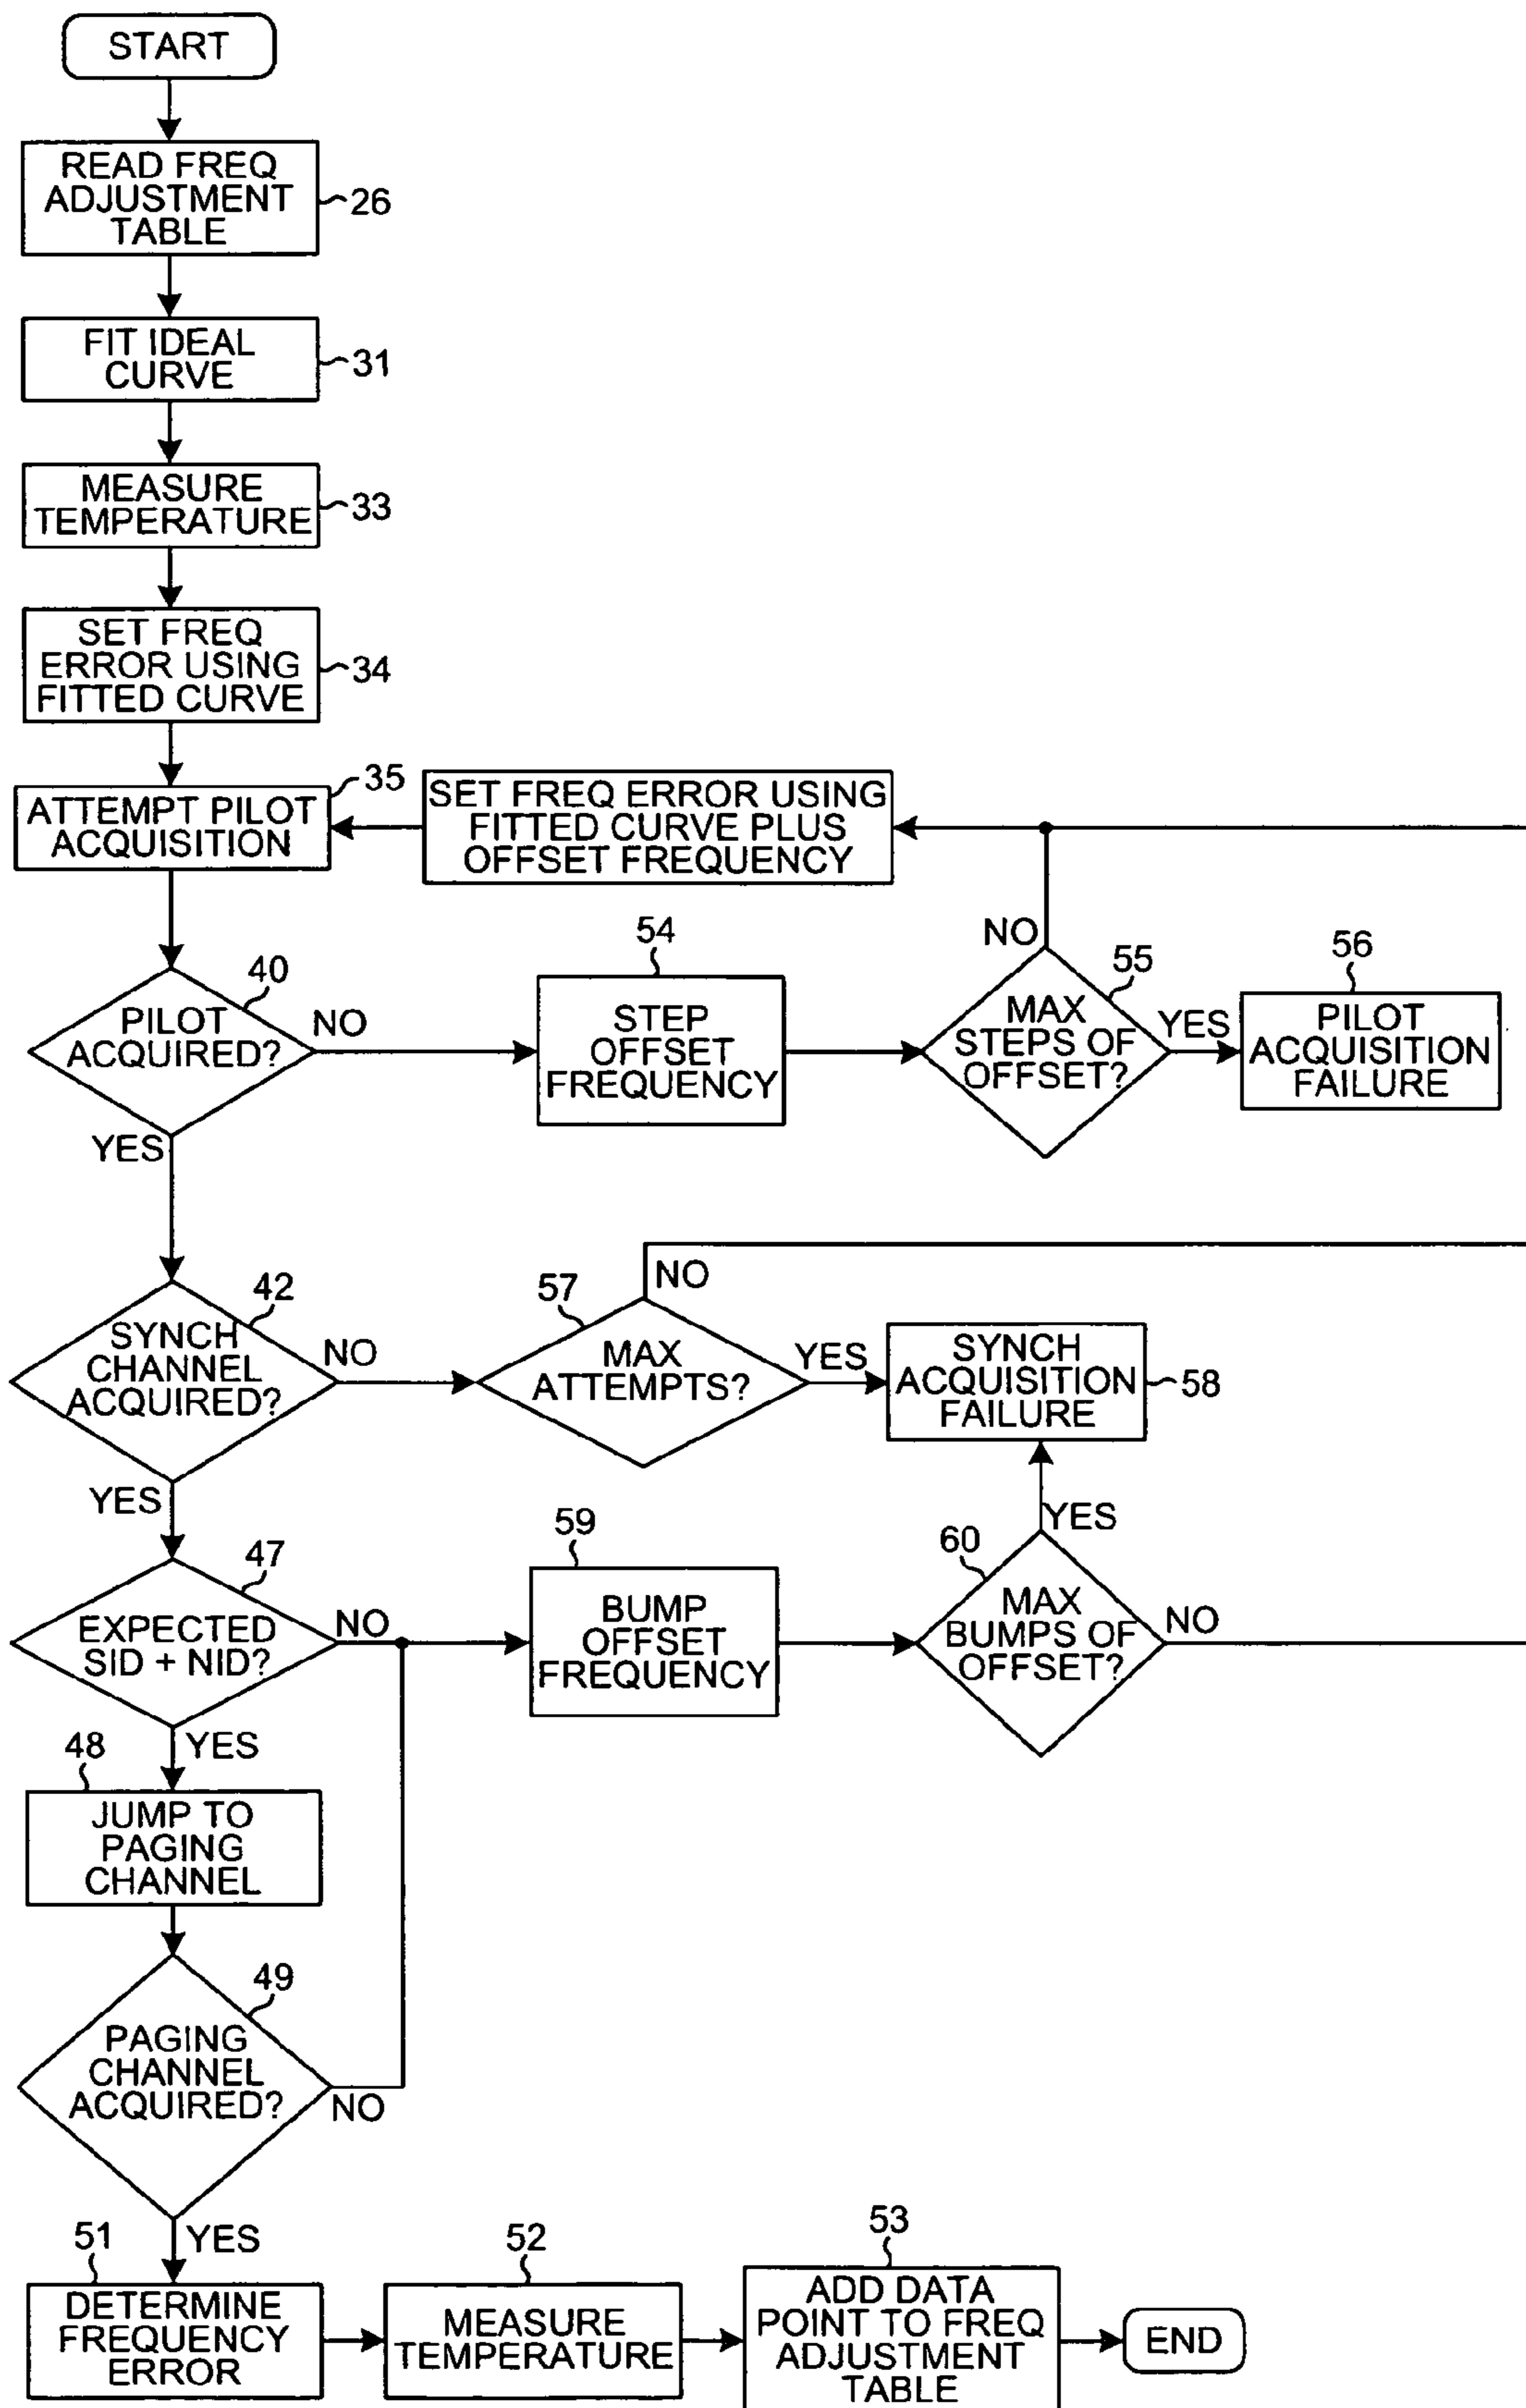 START
READ FREQ
ADJUSTMENT
TABLE
26
FIT IDEAL
CURVE
31
MEASURE
TEMPERATURE
33
SET FREQ
ERROR USING
FITTED CURVE
34
ATTEMPT PILOT
ACQUISITION
35
SET FREQ ERROR USING
FITTED CURVE PLUS
OFFSET FREQUENCY
PILOT
ACQUIRED?
40
NO
YES
STEP
OFFSET
FREQUENCY
54
MAX
STEPS OF
OFFSET?
55
NO
YES
PILOT
ACQUISITION
FAILURE
56
SYNCH
CHANNEL
ACQUIRED?
42
NO
YES
MAX
ATTEMPTS?
57
NO
YES
SYNCH
ACQUISITION
FAILURE
58
EXPECTED
SID + NID?
47
NO
YES
BUMP
OFFSET
FREQUENCY
59
MAX
BUMPS OF
OFFSET?
60
YES
NO
JUMP TO
PAGING
CHANNEL
48
PAGING
CHANNEL
ACQUIRED?
49
NO
YES
DETERMINE
FREQUENCY
ERROR
51
MEASURE
TEMPERATURE
52
ADD DATA
POINT TO FREQ
ADJUSTMENT
TABLE
53
END